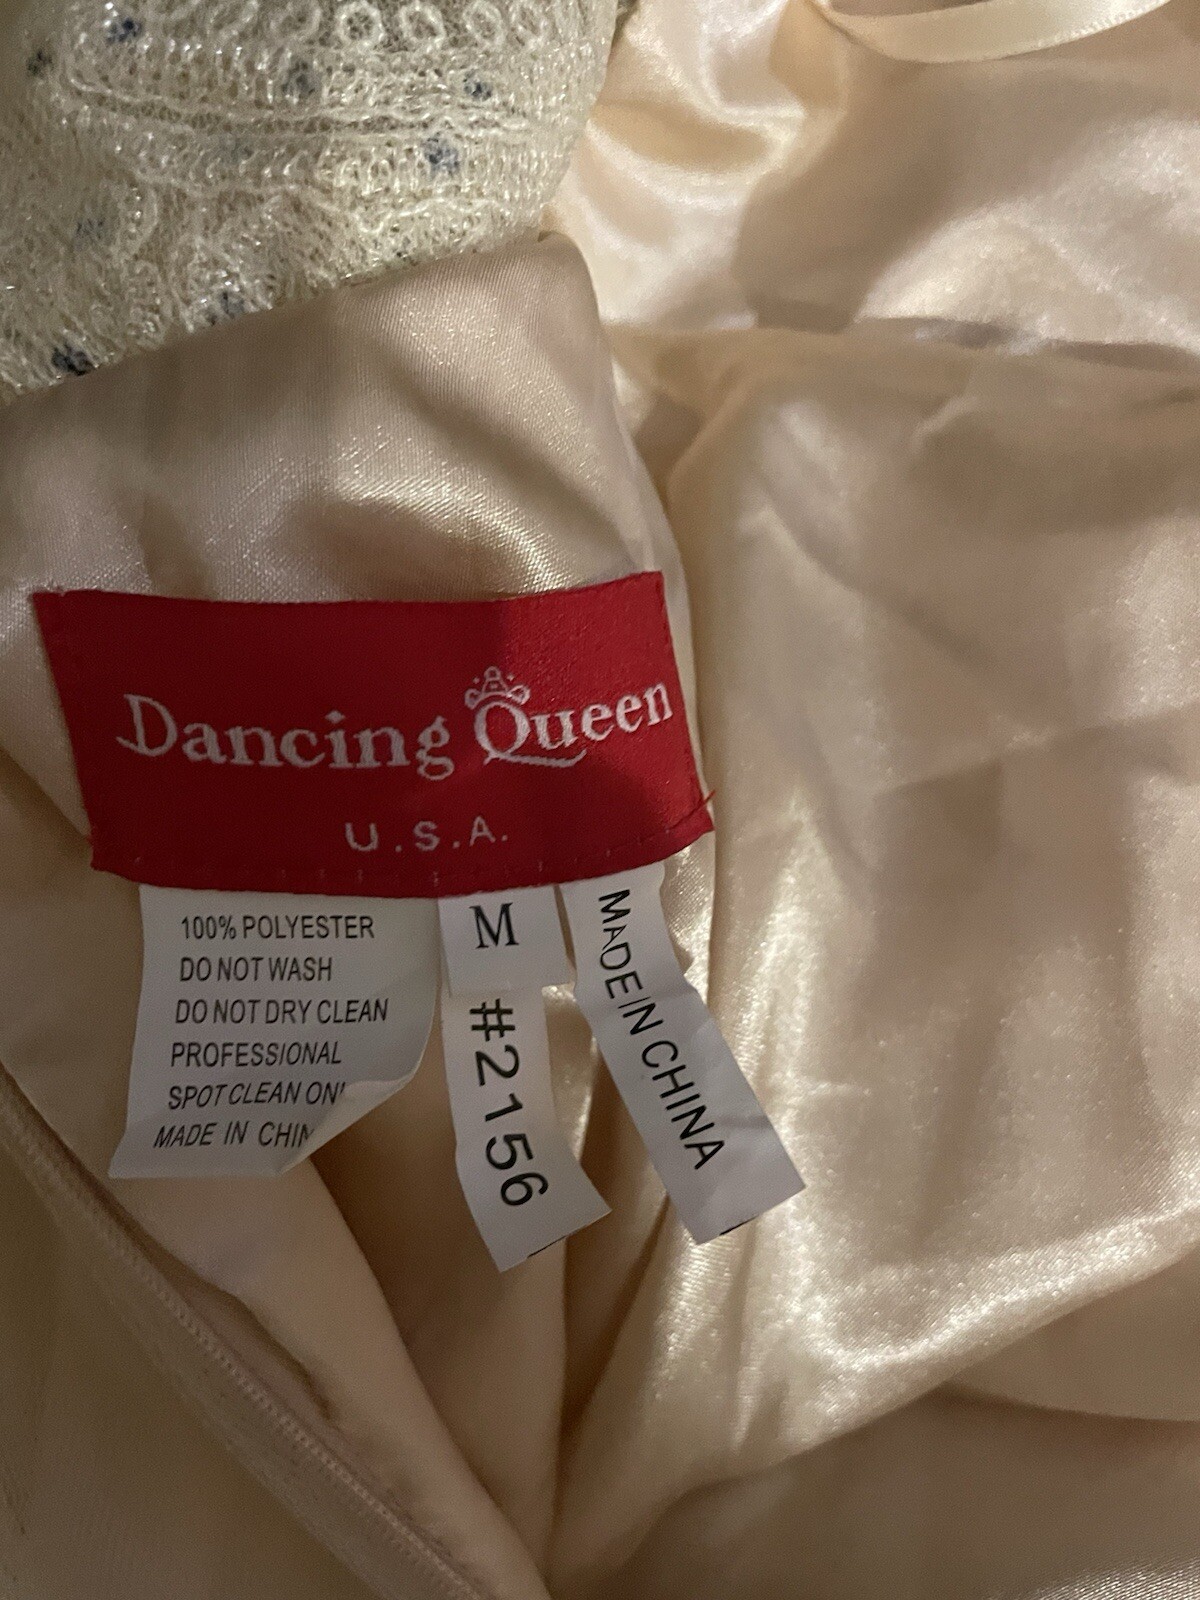 Dancing Queen
U.S.A.
100% POLYESTER
DO NOT WASH
DO NOT DRY CLEAN
PROFESSIONAL
SPOT CLEAN
MADE IN
M
#2156
MADE IN CHINA